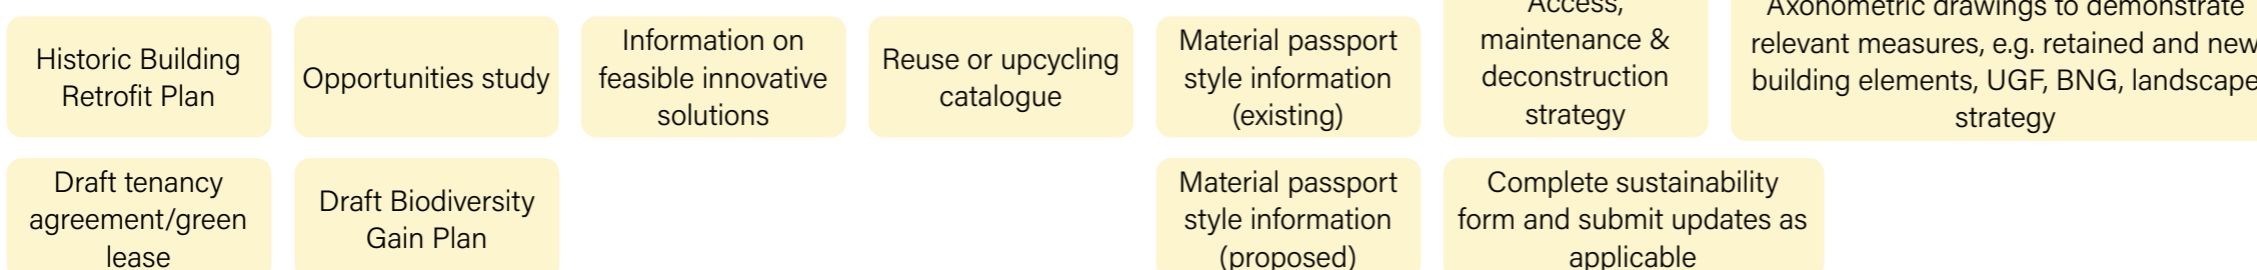 Historic Building
Retrofit Plan
Opportunities study
Information on
feasible innovative
solutions
Reuse or upcycling
catalogue
Material passport
style information
(existing)
Access,
maintenance &
deconstruction
strategy
Axonometric drawings to demonstrate
relevant measures, e.g. retained and new
building elements, UGF, BNG, landscape
strategy
Draft tenancy
agreement/green
lease
Draft Biodiversity
Gain Plan
Material passport
style information
(proposed)
Complete sustainability
form and submit updates as
applicable